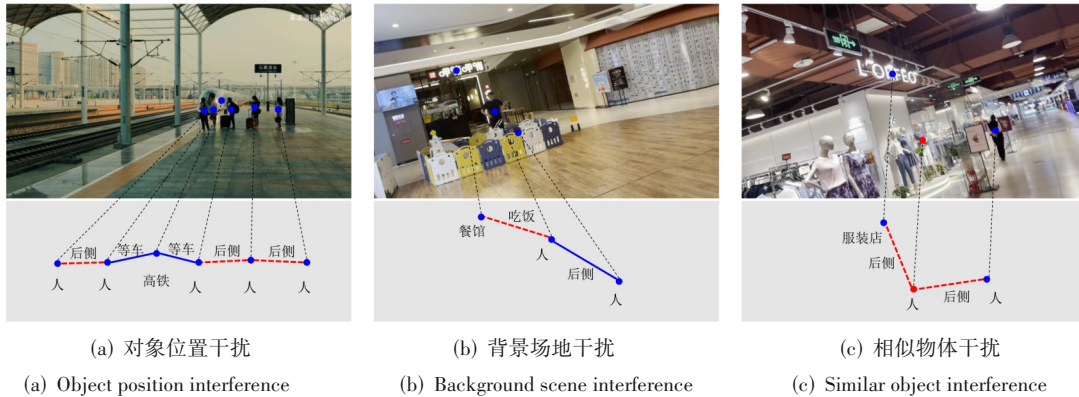 L'OFFEO
后侧 等车 等车 后侧 后侧
高铁
人 人 人 人 人
吃饭
餐馆
人
后侧
人
服装店
后侧
人 后侧 人
(a) 对象位置干扰
(a) Object position interference
(b) 背景场地干扰
(b) Background scene interference
(c) 相似物体干扰
(c) Similar object interference